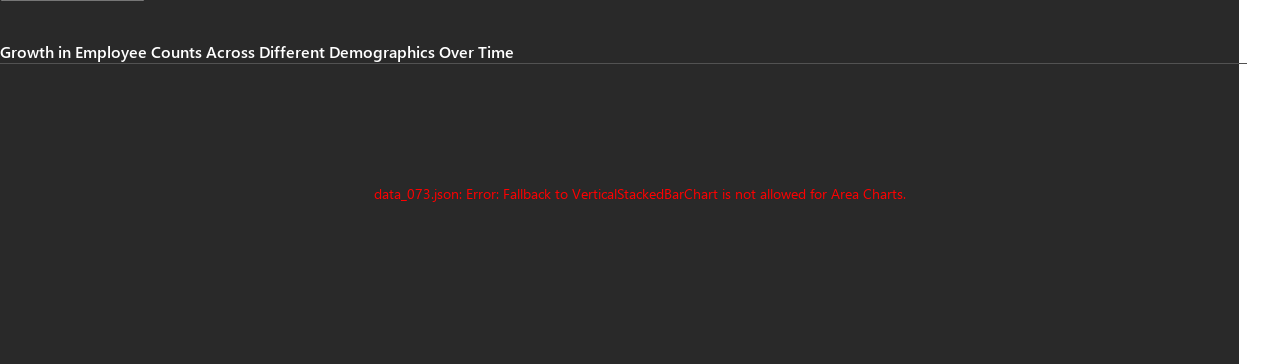 Growth in Employee Counts Across Different Demographics Over Time
data_073.json: Error: Fallback to VerticalStackedBarChart is not allowed for Area Charts.